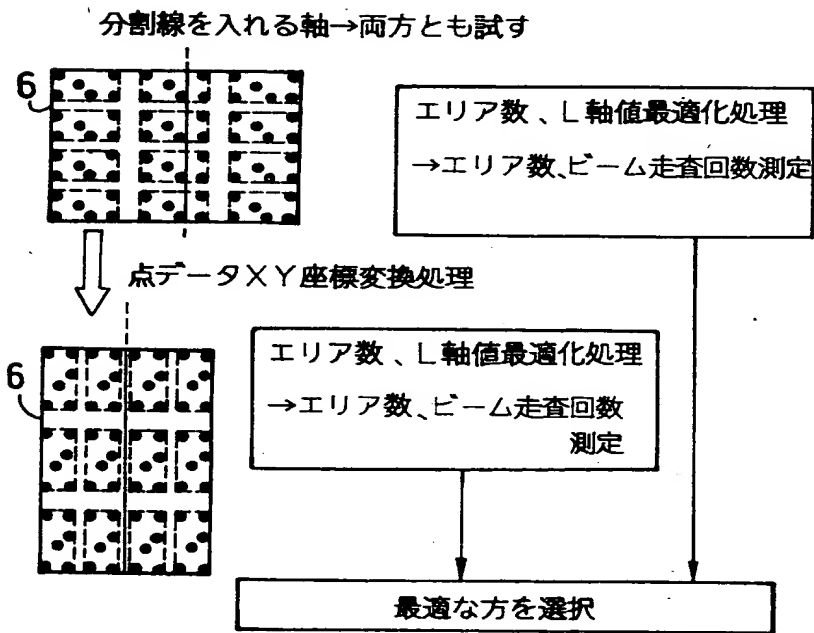 分割線を入れる軸→両方とも試す
6
エリア数、L軸値最適化処理
→エリア数、ビーム走査回数測定
点データXY座標変換処理
6
エリア数、L軸値最適化処理
→エリア数、ビーム走査回数
測定
最適な方を選択